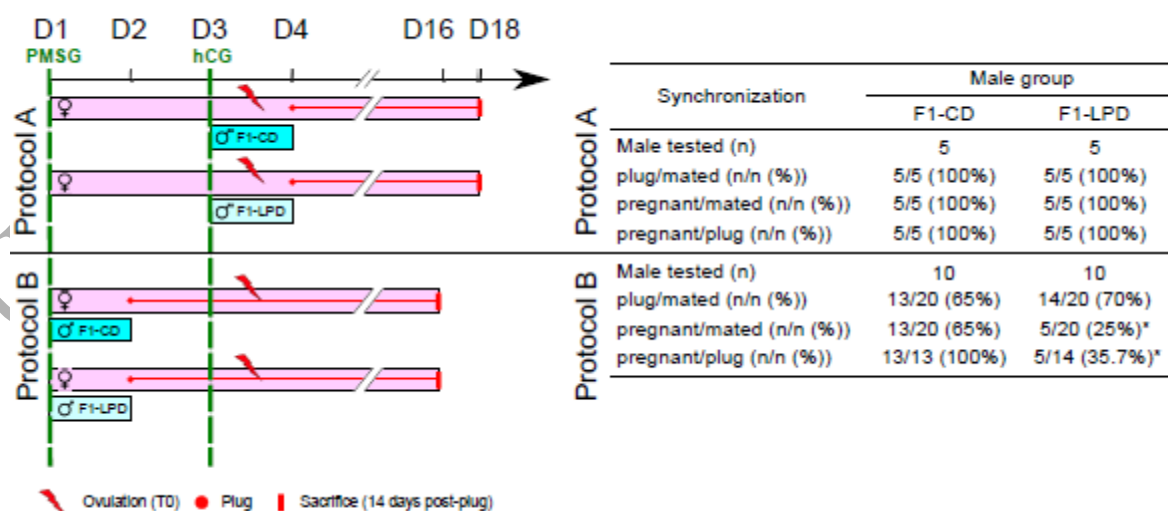 D1 D2 D3 D4 D16 D18
PMSG hCG
Protocol A
♀
♂ F1-CD
♀
♂ F1-LPD
Protocol B
♀
♂ F1-CD
♀
♂ F1-LPD
Ovulation (T0) Plug Sacrifice (14 days post-plug)
Synchronization Male group
F1-CD F1-LPD
Protocol A
Male tested (n) 5 5
plug/mated (n/n (%)) 5/5 (100%) 5/5 (100%)
pregnant/mated (n/n (%)) 5/5 (100%) 5/5 (100%)
pregnant/plug (n/n (%)) 5/5 (100%) 5/5 (100%)
Protocol B
Male tested (n) 10 10
plug/mated (n/n (%)) 13/20 (65%) 14/20 (70%)
pregnant/mated (n/n (%)) 13/20 (65%) 5/20 (25%)*
pregnant/plug (n/n (%)) 13/13 (100%) 5/14 (35.7%)*